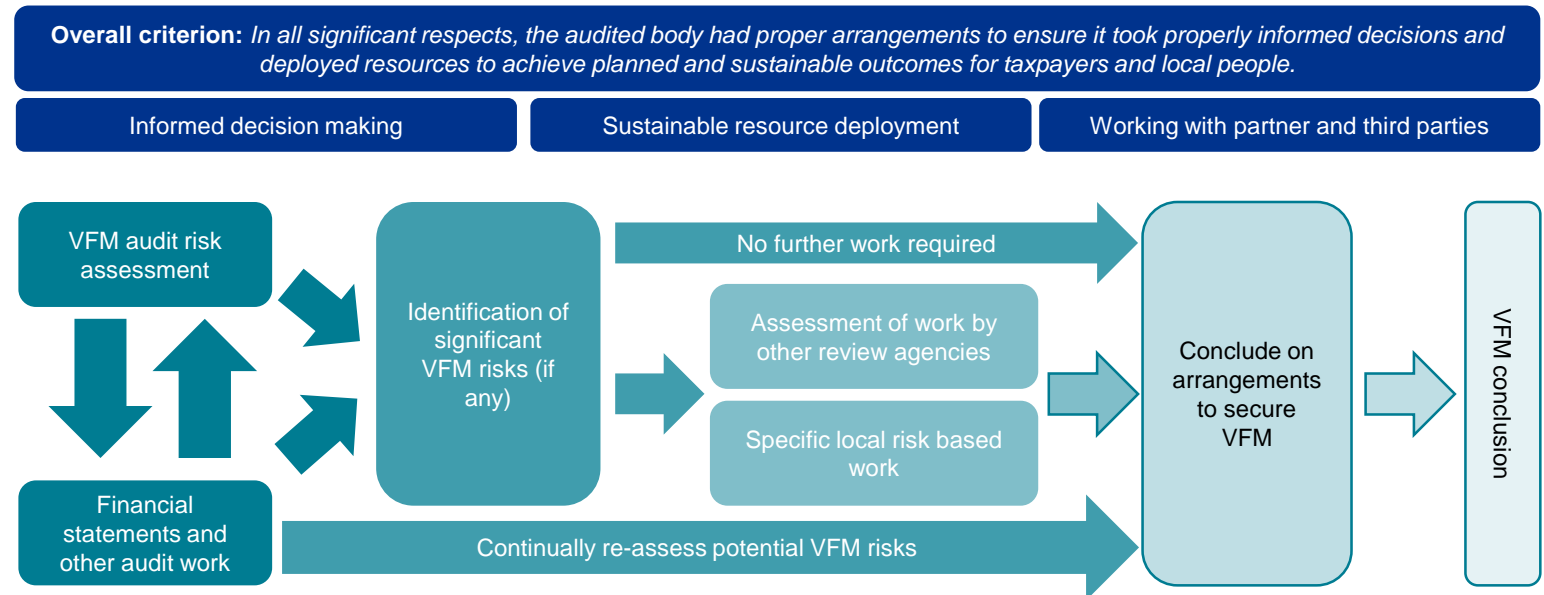 Overall criterion: In all significant respects, the audited body had proper arrangements to ensure it took properly informed decisions and
deployed resources to achieve planned and sustainable outcomes for taxpayers and local people.
Informed decision making
Sustainable resource deployment
Working with partner and third parties
VFM audit risk
assessment
Financial
statements and
other audit work
Identification of
significant
VFM risks (if
any)
No further work required
Assessment of work by
other review agencies
Specific local risk based
work
Continually re-assess potential VFM risks
Conclude on
arrangements
to secure
VFM
VFM conclusion